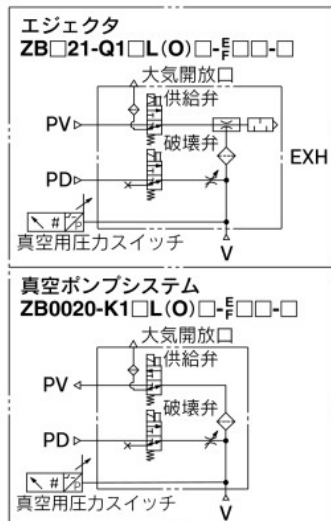 エジェクタ
ZB□21-Q1□L(O)□-E/F□□-□
大気開放口
供給弁
PV
破壊弁
EXH
PD
#
P
真空用圧力スイッチ
V
真空ポンプシステム
ZB0020-K1□L(O)□-E/F□□-□
大気開放口
供給弁
PV
破壊弁
PD
#
P
真空用圧力スイッチ
V